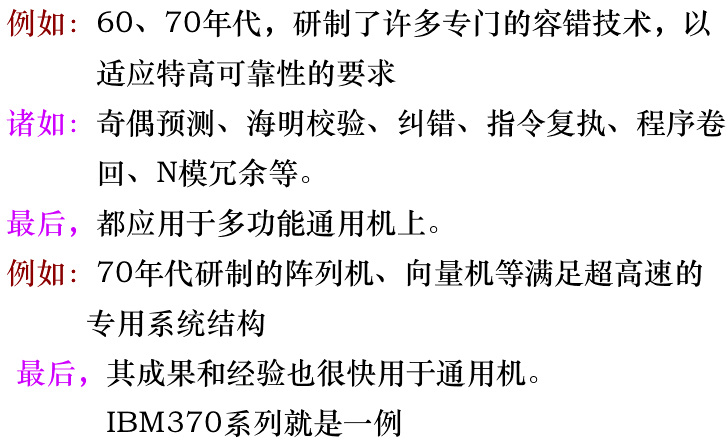 例如：60、70年代，研制了许多专门的容错技术，以
适应特高可靠性的要求
诸如：奇偶预测、海明校验、纠错、指令复执、程序卷
回、N模冗余等。
最后，都应用于多功能通用机上。
例如：70年代研制的阵列机、向量机等满足超高速的
专用系统结构
最后，其成果和经验也很快用于通用机。
IBM370系列就是一例